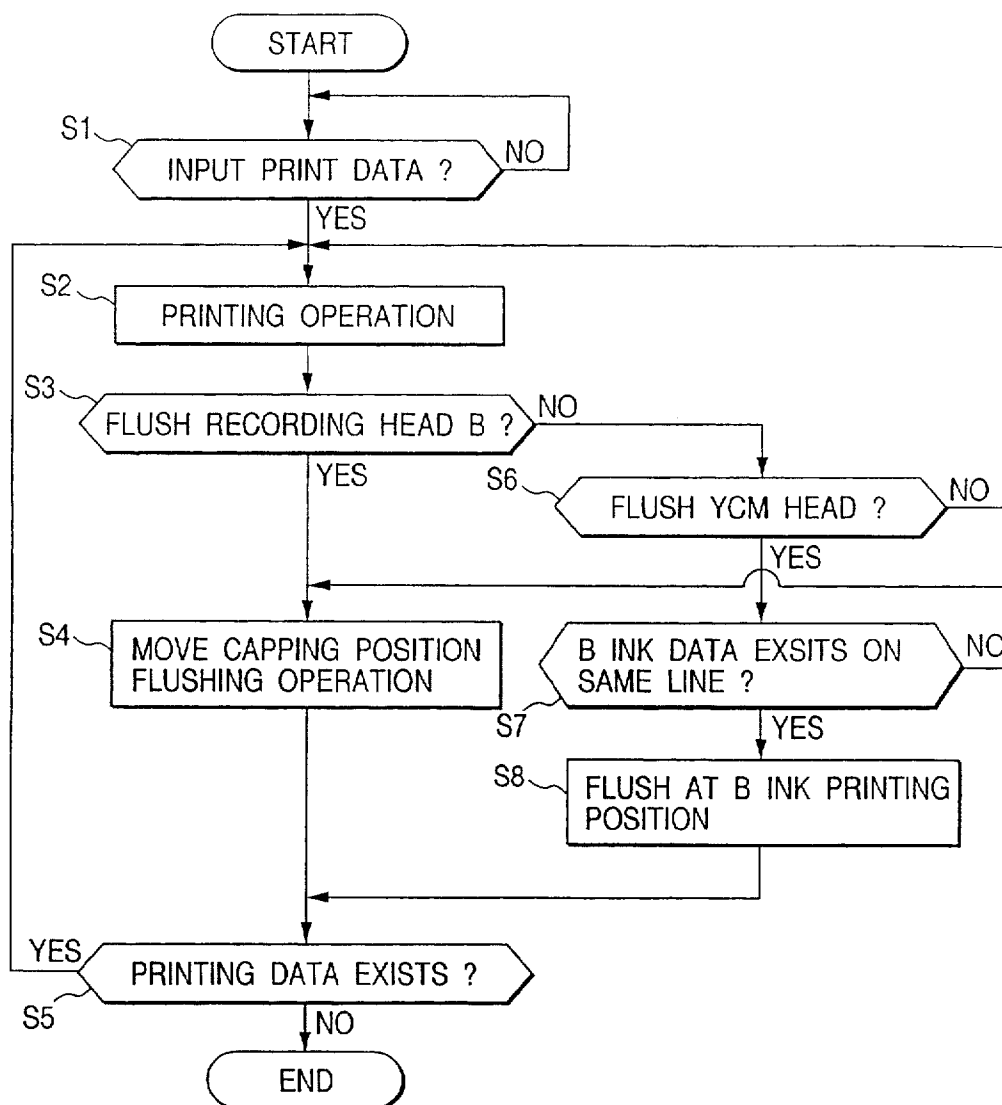 START
S1
INPUT PRINT DATA ?
NO
YES
S2
PRINTING OPERATION
S3
FLUSH RECORDING HEAD B ?
NO
YES
S6
FLUSH YCM HEAD ?
NO
YES
S4
MOVE CAPPING POSITION
FLUSHING OPERATION
B INK DATA EXSITS ON
SAME LINE ?
NO
S7
YES
S8
FLUSH AT B INK PRINTING
POSITION
YES
PRINTING DATA EXISTS ?
S5
NO
END